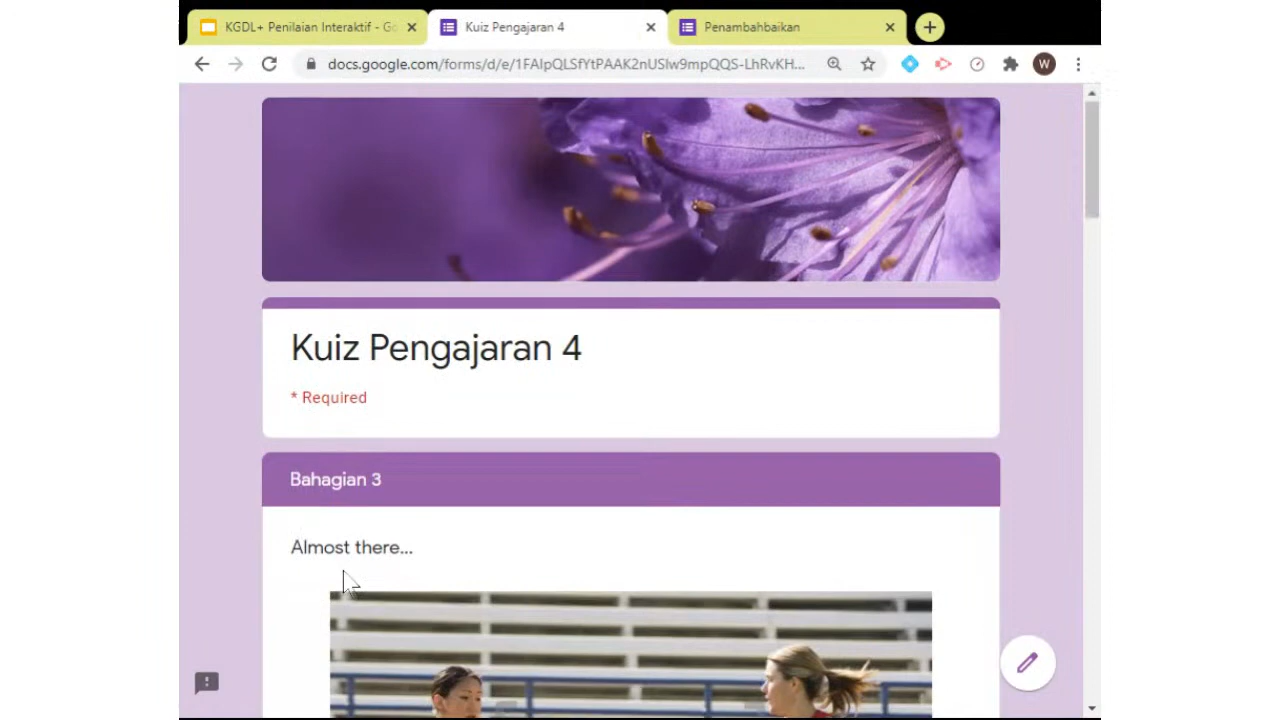 KGDL+ Penilaian Interaktif - Go
Kuiz Pengajaran 4
Penambahbaikan
docs.google.com/forms/d/e/1FAIpQLSfYtPAAK2nUSlw9mpQQS-LhRvKH...
W
Kuiz Pengajaran 4
* Required
Bahagian 3
Almost there...